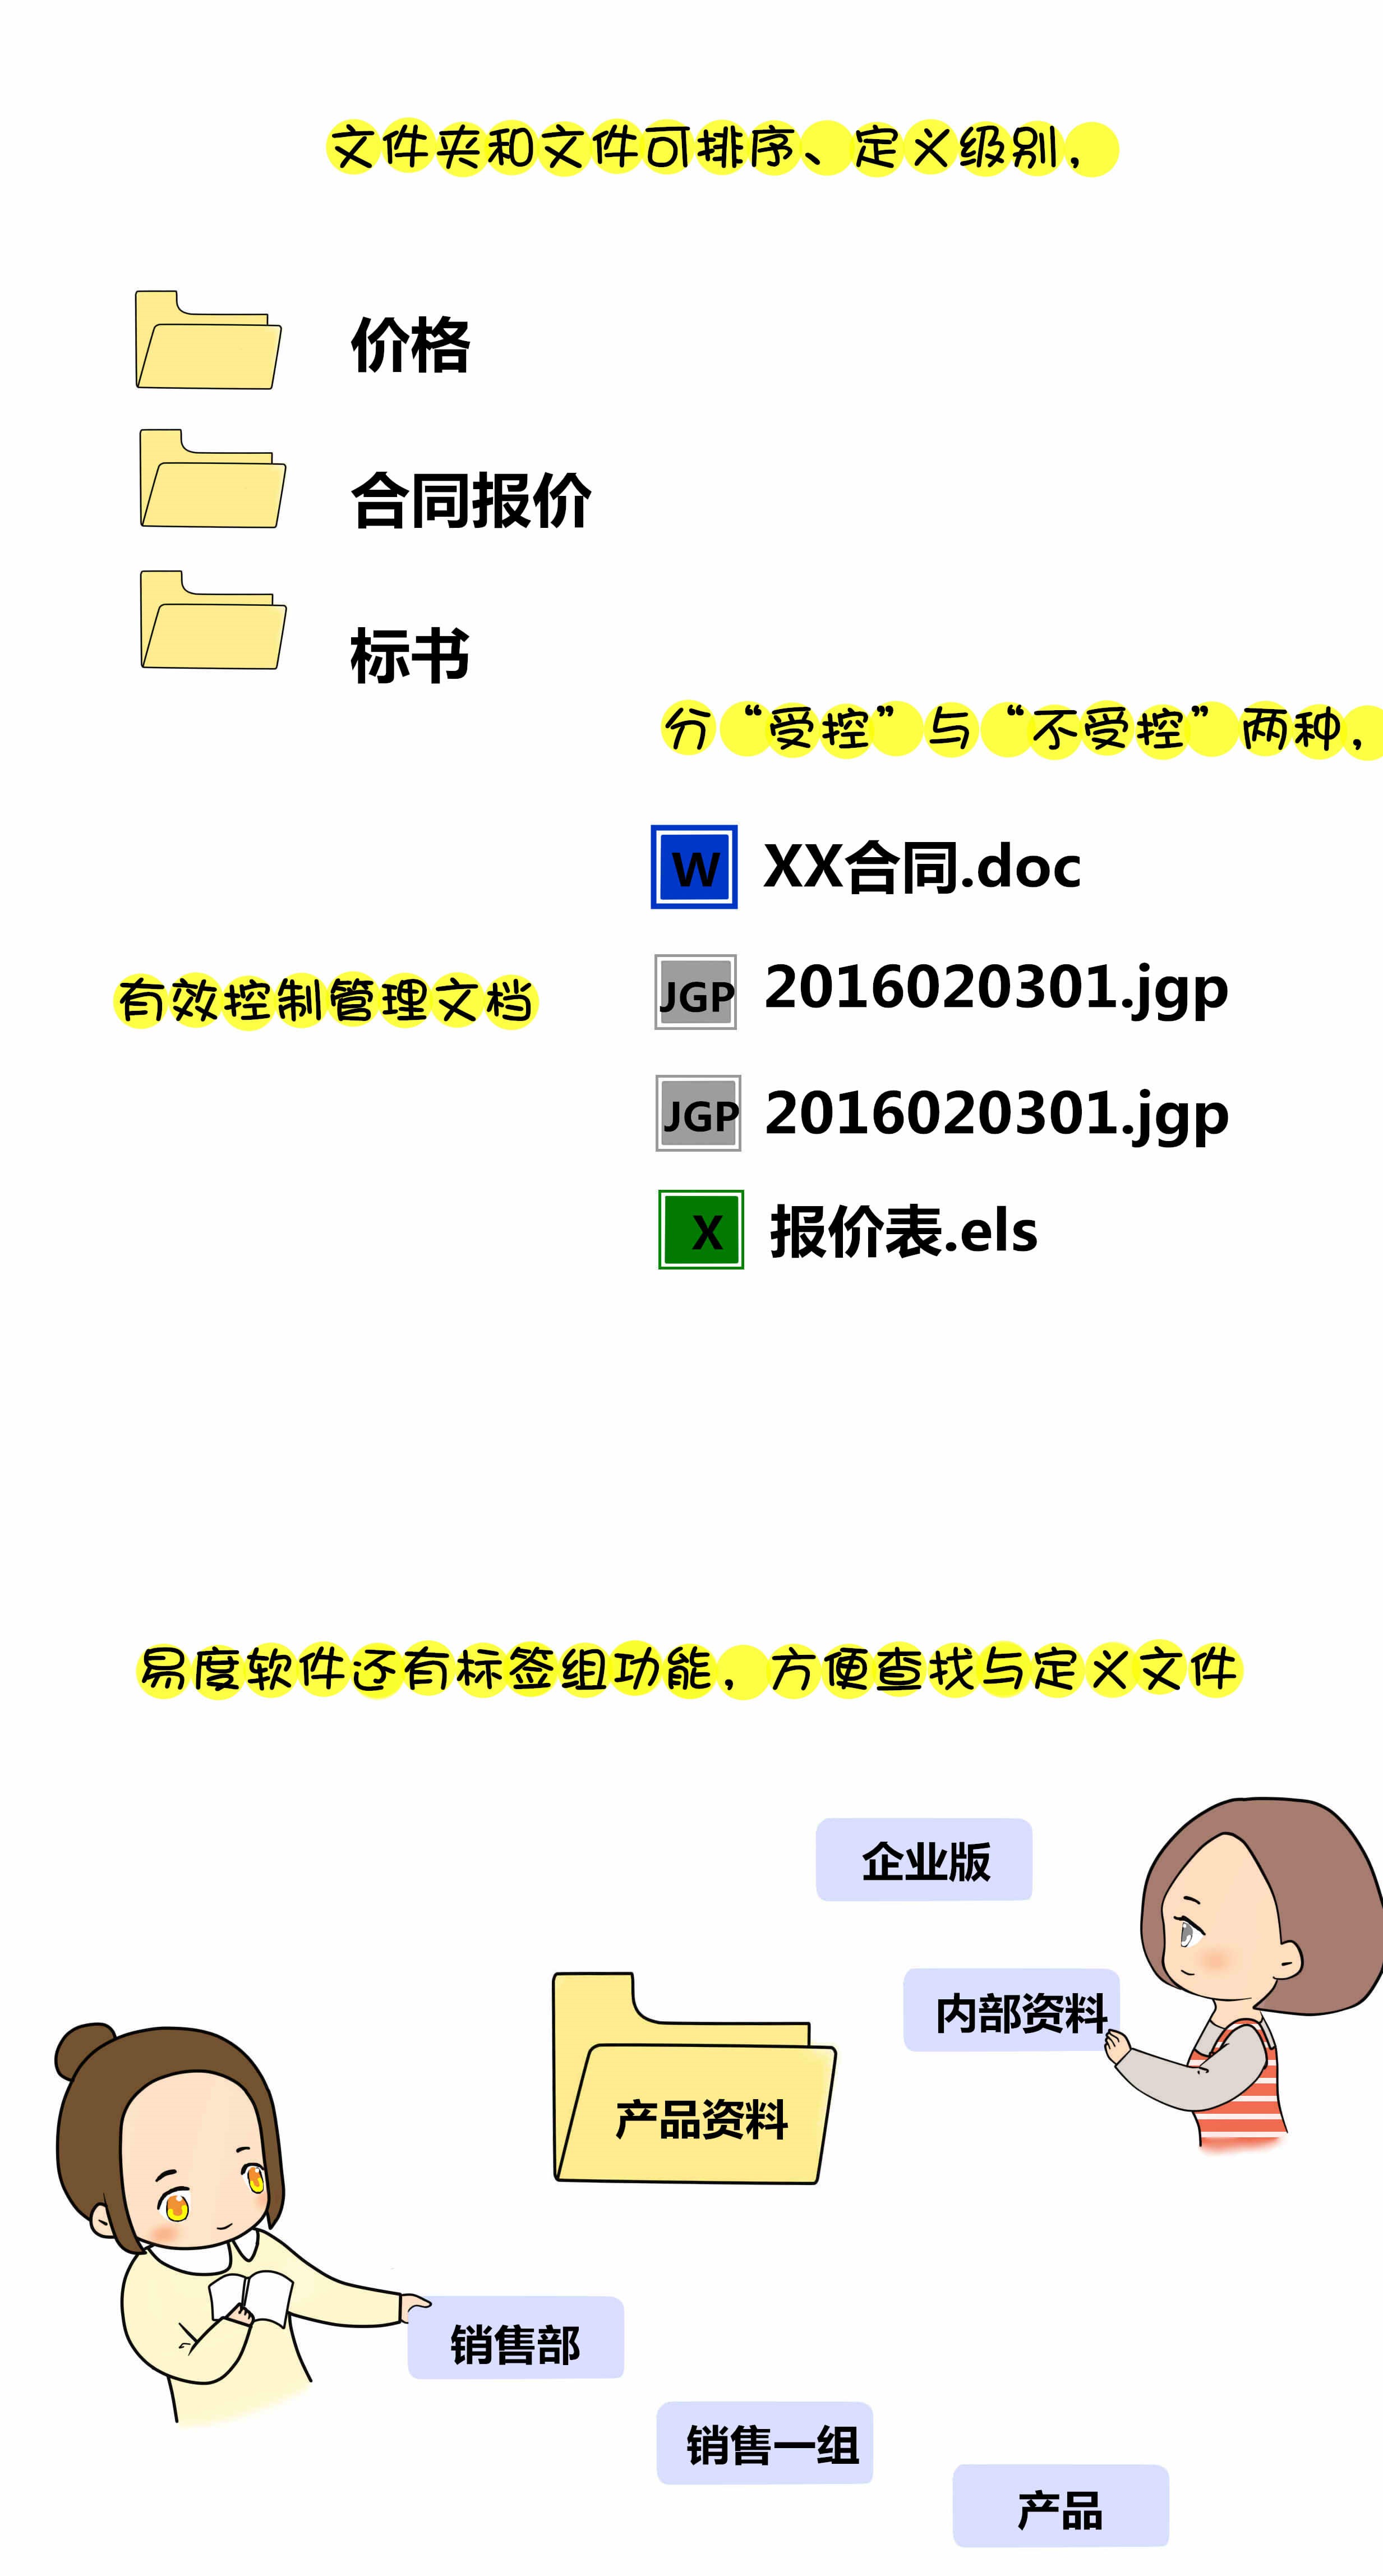 文件夹和文件可排序、定义级别，
价格
合同报价
标书
分“受控”与“不受控”两种，
W XX合同.doc
JGP 2016020301.jgp
有效控制管理文档
JGP 2016020301.jgp
X 报价表.els
易度软件还有标签组功能，方便查找与定义文件
企业版
内部资料
产品资料
销售部
销售一组
产品